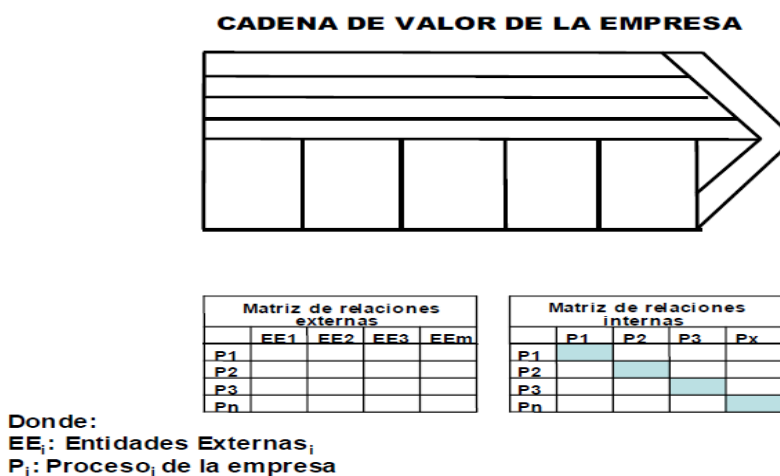 CADENA DE VALOR DE LA EMPRESA
Matriz de relaciones
externas
EE1 EE2 EE3 EEm
P1
P2
P3
Pn
Matriz de relaciones
internas
P1 P2 P3 Px
P1
P2
P3
Pn
Donde:
EEi: Entidades Externasi
Pi: Procesoi de la empresa